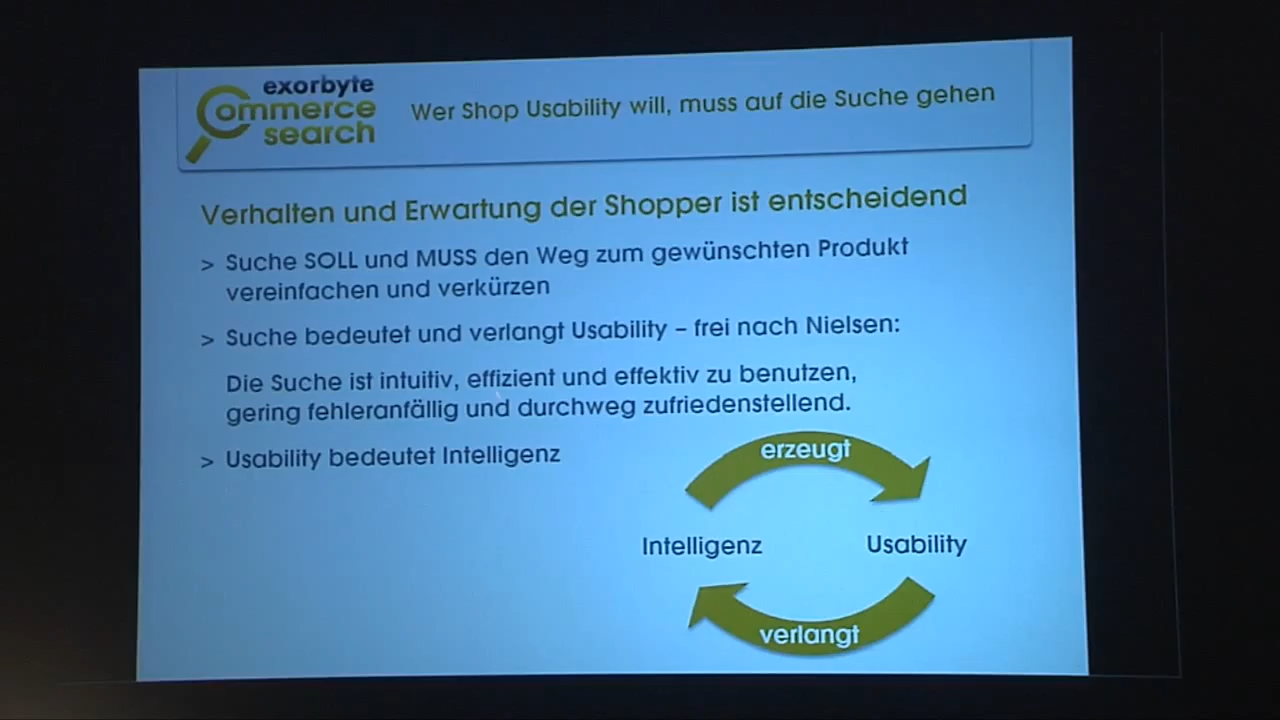 exorbyte
Commerce
search
Wer Shop Usability will, muss auf die Suche gehen
Verhalten und Erwartung der Shopper ist entscheidend
> Suche SOLL und MUSS den Weg zum gewünschten Produkt
vereinfachen und verkürzen
> Suche bedeutet und verlangt Usability – frei nach Nielsen:
Die Suche ist intuitiv, effizient und effektiv zu benutzen,
gering fehleranfällig und durchweg zufriedenstellend.
> Usability bedeutet Intelligenz
erzeugt
Intelligenz
Usability
verlangt